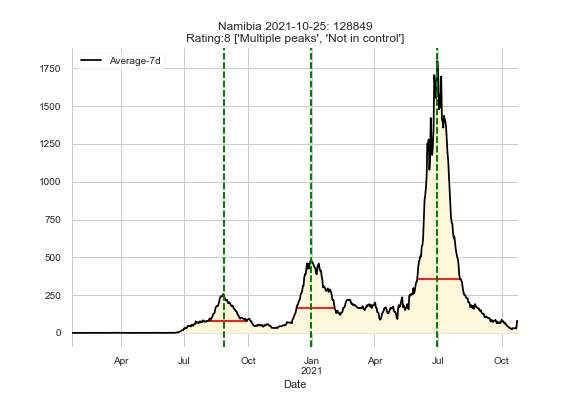 Namibia 2021-10-25: 128849
Rating:8 ['Multiple peaks', 'Not in control']
Average-7d
1750
1500
1250
1000
750
500
250
0
Apr Jul Oct Jan Apr Jul Oct
2021
Date